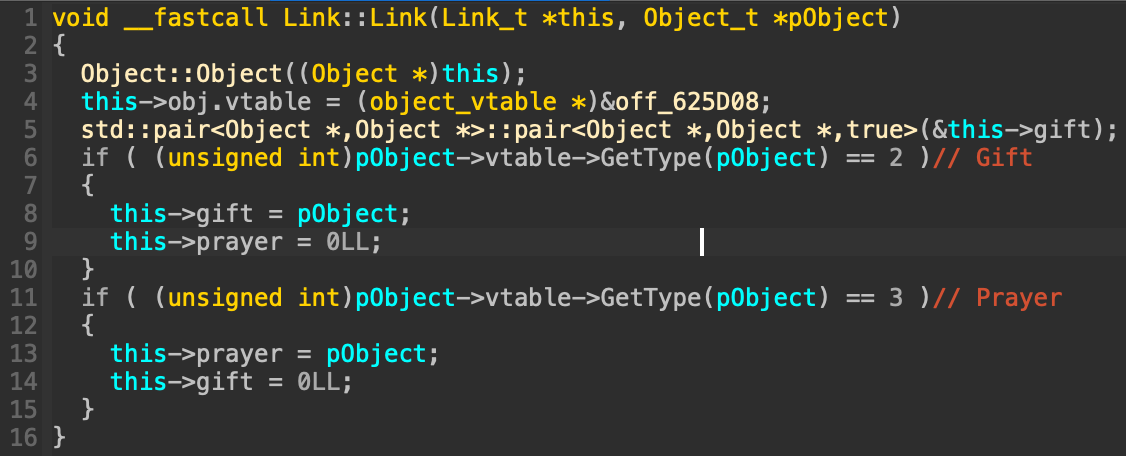 1 void __fastcall Link::Link(Link_t *this, Object_t *pObject)
2 {
3 Object::Object((Object *)this);
4 this->obj.vtable = (object_vtable *)&off_625D08;
5 std::pair<Object *,Object *>::pair<Object *,Object *,true>(&this->gift);
6 if ( (unsigned int)pObject->vtable->GetType(pObject) == 2 )// Gift
7 {
8 this->gift = pObject;
9 this->prayer = 0LL;
10 }
11 if ( (unsigned int)pObject->vtable->GetType(pObject) == 3 )// Prayer
12 {
13 this->prayer = pObject;
14 this->gift = 0LL;
15 }
16 }